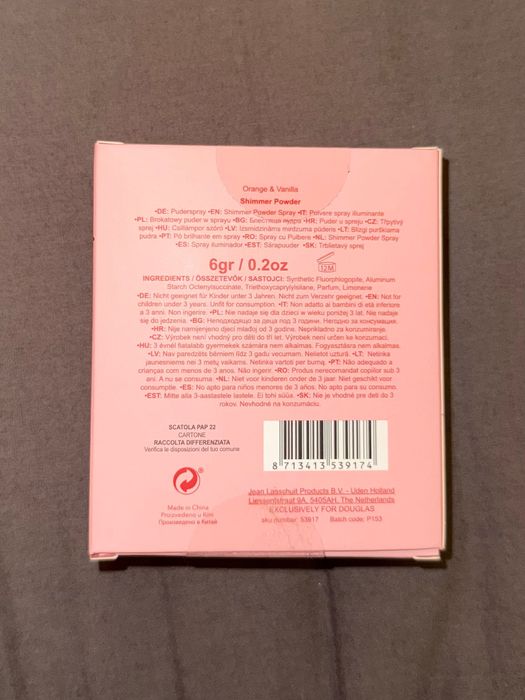 Orange & Vanilla
Shimmer Powder
•DE: Puderspray •EN: Shimmer Powder Spray •IT: Polvere spray illuminante
•PL: Brokatowy puder w sprayu •BG: Блестяща пудра •HR: Puder u spreju •CZ: Třpytivý
sprej •HU: Csillámpor szóró •LV: Izsmidzināms mirdzuma pūderis •LT: Blizgi purškiama
pudra •PT: Pó brilhante em spray •RO: Spray cu Pulbere •NL: Shimmer Powder Spray
•ES: Spray iluminador •EST: Särapuuder •SK: Trblietavý sprej
6gr / 0.2oz
12M
INGREDIENTS / ÖSSZETEVŐK / SASTOJCI: Synthetic Fluorphlogopite, Aluminum
Starch Octenylsuccinate, Triethoxycaprylylsilane, Parfum, Limonene
•DE: Nicht geeignet für Kinder unter 3 Jahren. Nicht zum Verzehr geeignet. •EN: Not for
children under 3 years. Unfit for consumption. •IT: Non adatto ai bambini di età inferiore
a 3 anni. Non ingerire. •PL: Nie nadaje się dla dzieci w wieku poniżej 3 lat. Nie nadaje
się do jedzenia. •BG: Неподходящо за деца под 3 години. Негодно за консумация.
•HR: Nije namijenjeno djeci mlađoj od 3 godine. Neprikladno za konzumiranje.
•CZ: Výrobek není vhodný pro děti do tří let. Výrobek není určen ke konzumaci.
•HU: 3 évnél fiatalabb gyermekek számára nem alkalmas. Fogyasztásra nem alkalmas.
•LV: Nav paredzēts bērniem līdz 3 gadu vecumam. Nelietot uzturā. •LT: Netinka
jaunesniems nei 3 metų vaikams. Netinka vartoti per burną. •PT: Não adequado a
crianças com menos de 3 anos. Não ingerir. •RO: Produs nerecomandat copiilor sub 3
ani. A nu se consuma. •NL: Niet voor kinderen onder de 3 jaar. Niet geschikt voor
consumptie. •ES: No apto para niños menores de 3 años. No apto para su consumo.
•EST: Mitte alla 3-aastastele lastele. Ei tohi süüa. •SK: Nie je vhodné pre deti do 3
rokov. Nevhodné na konzumáciu.
SCATOLA PAP 22
CARTONE
RACCOLTA DIFFERENZIATA
Verifica le disposizioni del tuo comune
8 713413 539174
Made in China
Proizvedeno u Kini
Произведено в Китай
Jean Lasschuit Products B.V. - Uden Holland
Liessentstraat 9A, 5405AH, The Netherlands
EXCLUSIVELY FOR DOUGLAS
sku number: 53917 Batch code: P153